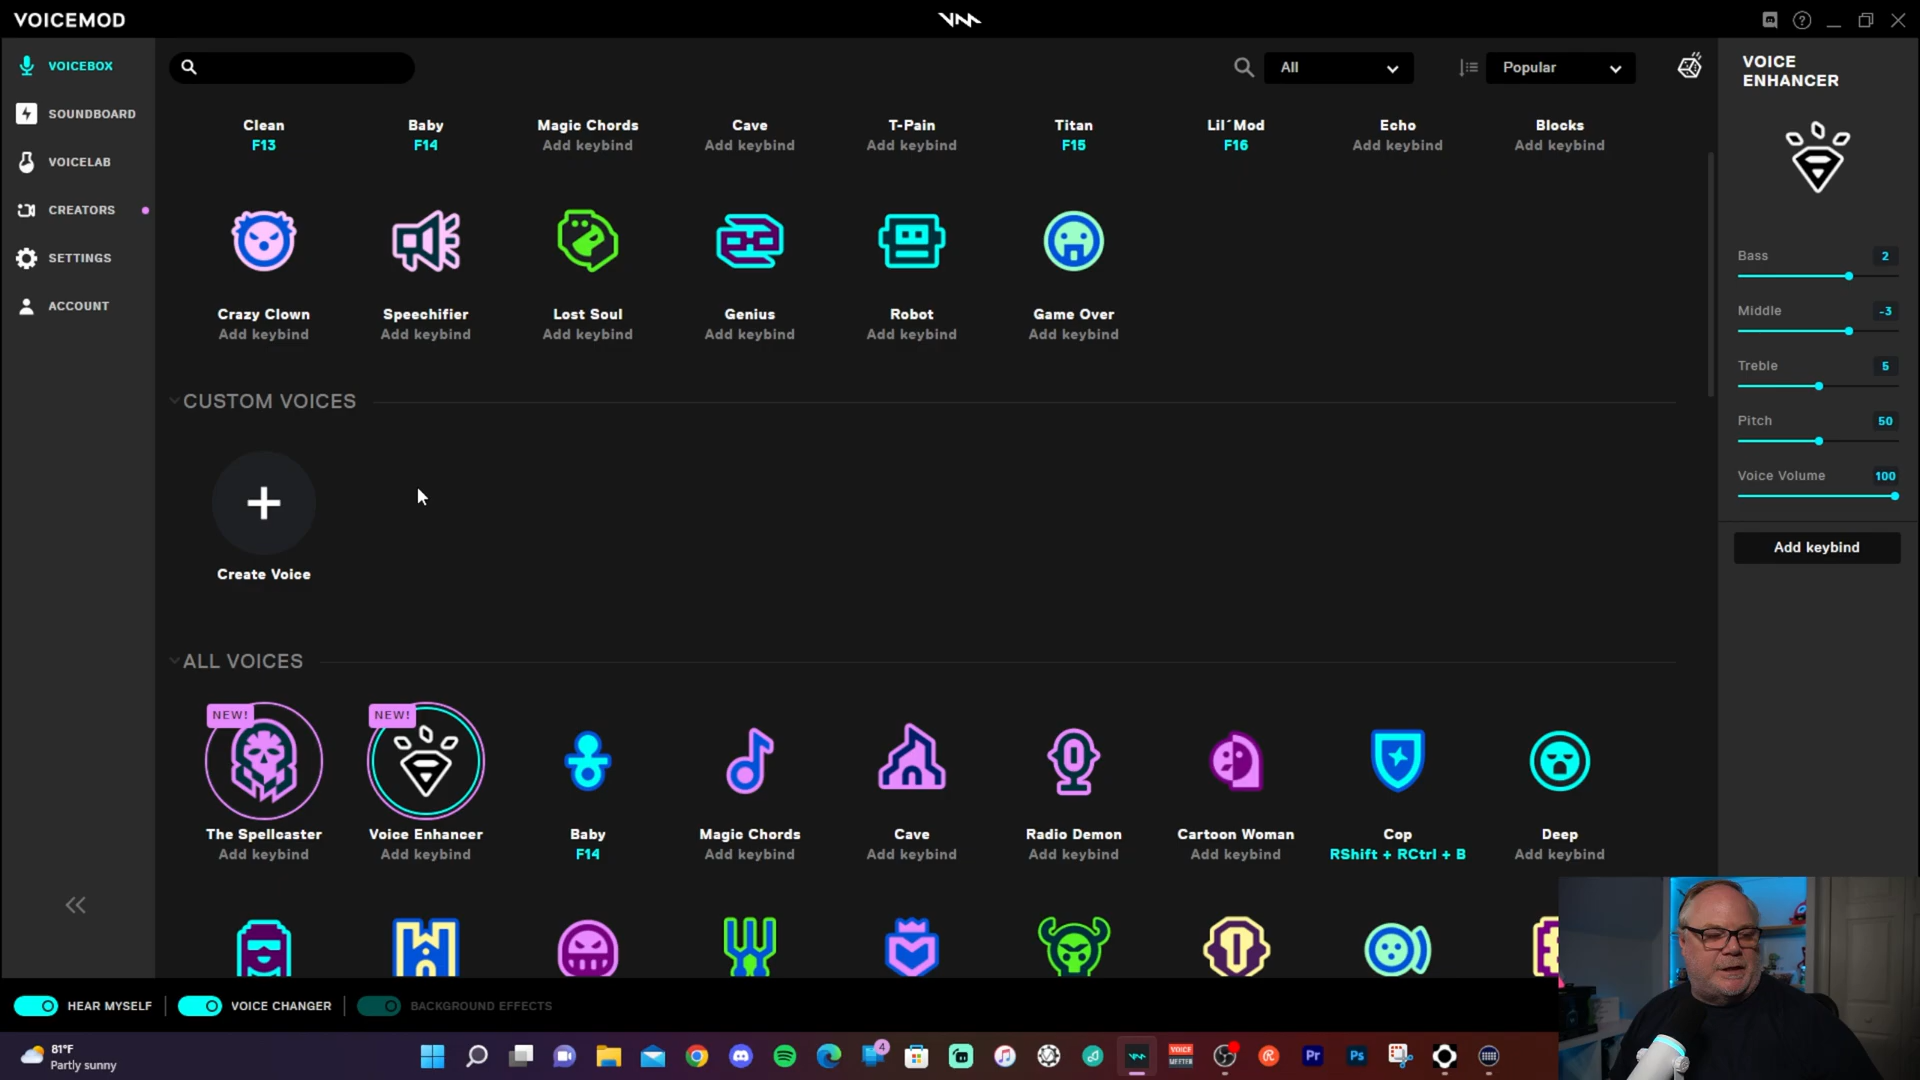 VOICEMOD
VOICEBOX
SOUNDBOARD
VOICELAB
CREATORS
SETTINGS
ACCOUNT
All
Popular
Clean
F13
Baby
F14
Magic Chords
Add keybind
Cave
Add keybind
T-Pain
Add keybind
Titan
F15
Lil´Mod
F16
Echo
Add keybind
Blocks
Add keybind
Crazy Clown
Add keybind
Speechifier
Add keybind
Lost Soul
Add keybind
Genius
Add keybind
Robot
Add keybind
Game Over
Add keybind
CUSTOM VOICES
Create Voice
ALL VOICES
NEW!
The Spellcaster
Add keybind
NEW!
Voice Enhancer
Add keybind
Baby
F14
Magic Chords
Add keybind
Cave
Add keybind
Radio Demon
Add keybind
Cartoon Woman
Add keybind
Cop
RShift + RCtrl + B
Deep
Add keybind
VOICE
ENHANCER
Bass 2
Middle -3
Treble 5
Pitch 50
Voice Volume 100
Add keybind
HEAR MYSELF
VOICE CHANGER
BACKGROUND EFFECTS
81°F
Partly sunny
4
VOICE
MEETER
Pr
Ps